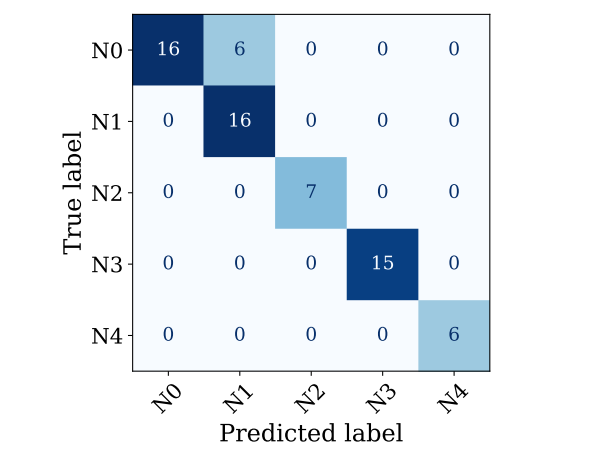 N0 16 6 0 0 0
N1 0 16 0 0 0
N2 0 0 7 0 0
N3 0 0 0 15 0
N4 0 0 0 0 6
True label
N0 N1 N2 N3 N4
Predicted label